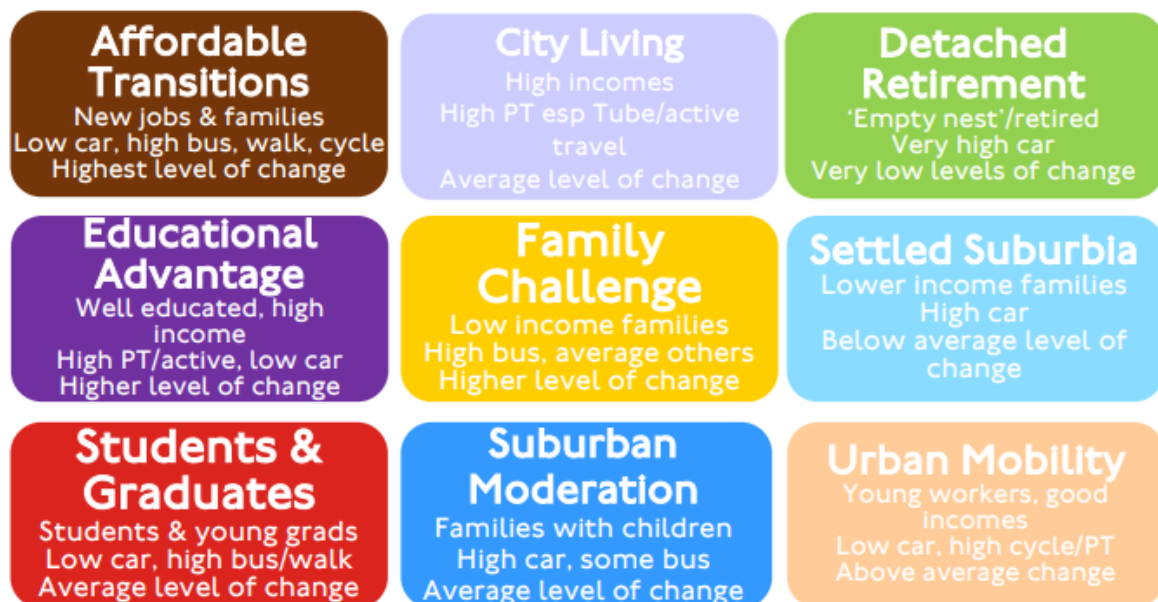 Affordable
Transitions
New jobs & families
Low car, high bus, walk, cycle
Highest level of change
City Living
High incomes
High PT esp Tube/active
travel
Average level of change
Detached
Retirement
‘Empty nest’/retired
Very high car
Very low levels of change
Educational
Advantage
Well educated, high
income
High PT/active, low car
Higher level of change
Family
Challenge
Low income families
High bus, average others
Higher level of change
Settled Suburbia
Lower income families
High car
Below average level of
change
Students &
Graduates
Students & young grads
Low car, high bus/walk
Average level of change
Suburban
Moderation
Families with children
High car, some bus
Average level of change
Urban Mobility
Young workers, good
incomes
Low car, high cycle/PT
Above average change